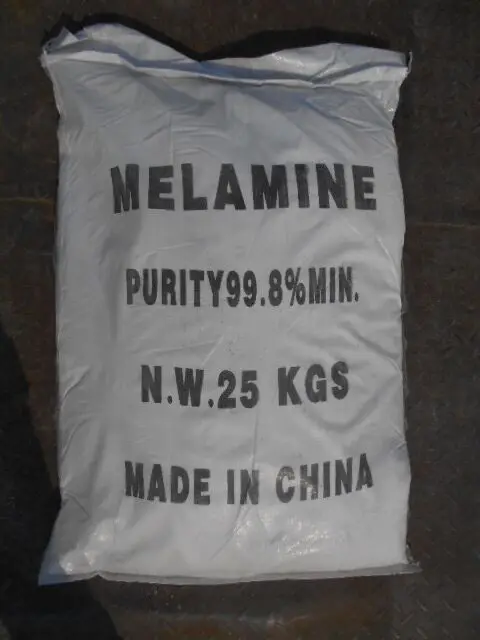 MELAMINE
PURITY99.8%MIN.
N.W.25 KGS
MADE IN CHINA